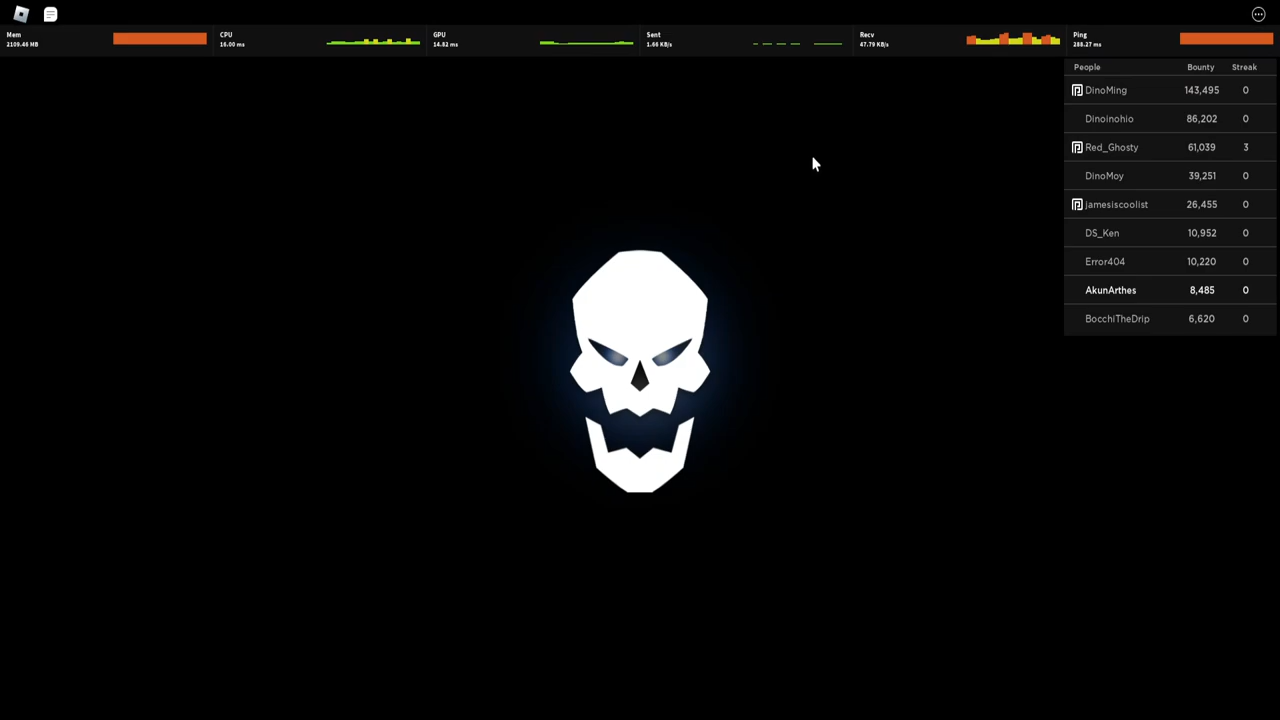 Mem
2109.46 MB
CPU
16.00 ms
GPU
14.82 ms
Sent
1.66 KB/s
Recv
47.79 KB/s
Ping
288.27 ms
People Bounty Streak
DinoMing 143,495 0
Dinoinohio 86,202 0
Red_Ghosty 61,039 3
DinoMoy 39,251 0
jamesiscoolist 26,455 0
DS_Ken 10,952 0
Error404 10,220 0
AkunArthes 8,485 0
BocchiTheDrip 6,620 0